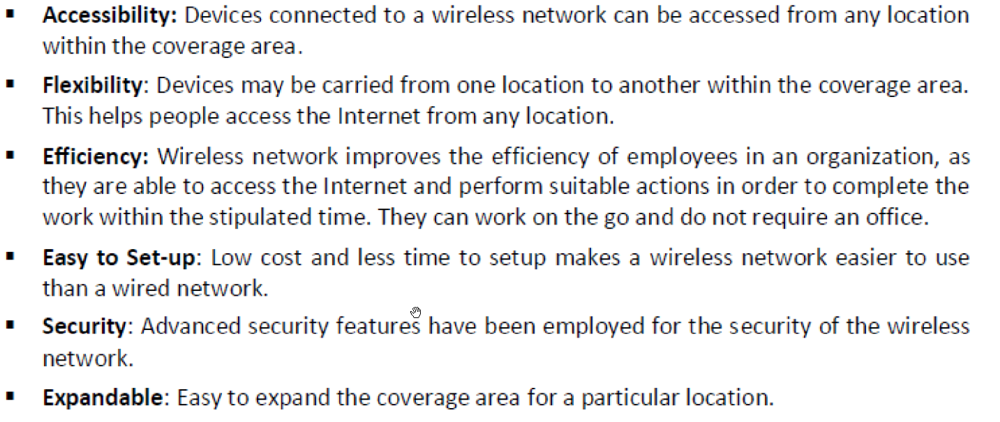 ▪ Accessibility: Devices connected to a wireless network can be accessed from any location
within the coverage area.
▪ Flexibility: Devices may be carried from one location to another within the coverage area.
This helps people access the Internet from any location.
▪ Efficiency: Wireless network improves the efficiency of employees in an organization, as
they are able to access the Internet and perform suitable actions in order to complete the
work within the stipulated time. They can work on the go and do not require an office.
▪ Easy to Set-up: Low cost and less time to setup makes a wireless network easier to use
than a wired network.
▪ Security: Advanced security features have been employed for the security of the wireless
network.
▪ Expandable: Easy to expand the coverage area for a particular location.